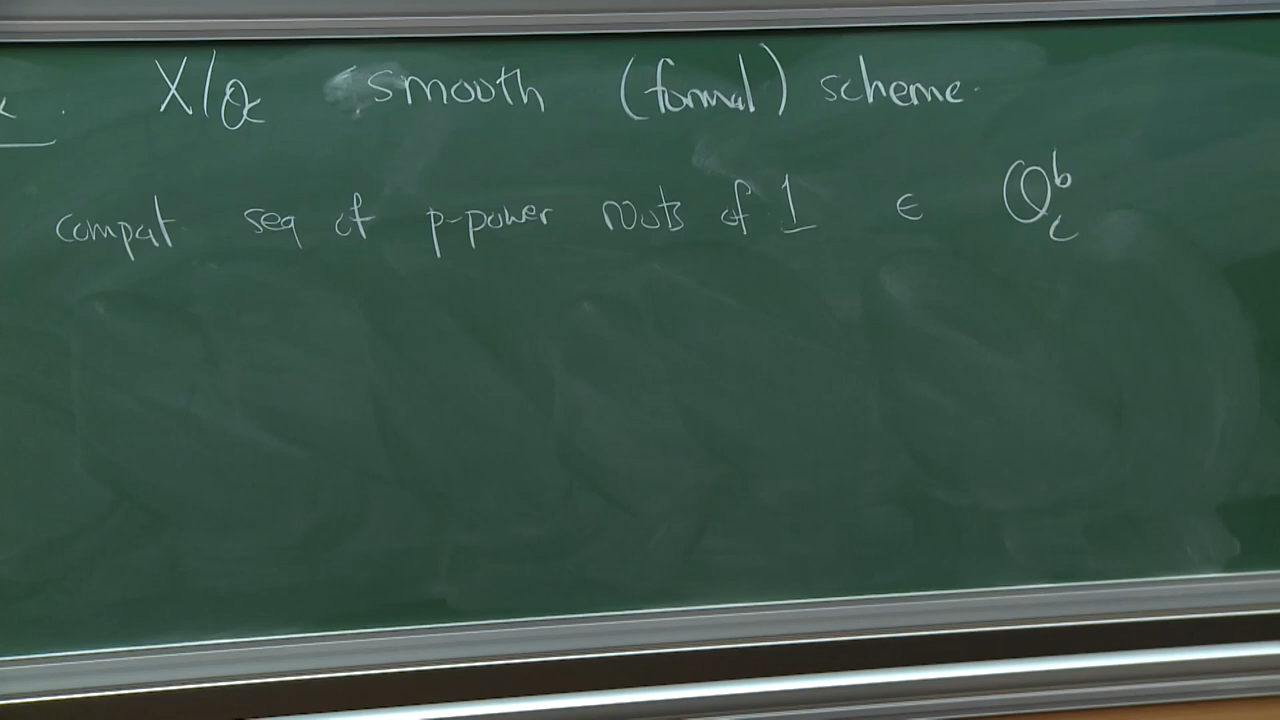 X/O_C smooth (formal) scheme.
compat seq of p-power roots of 1 ∈ O_C^b